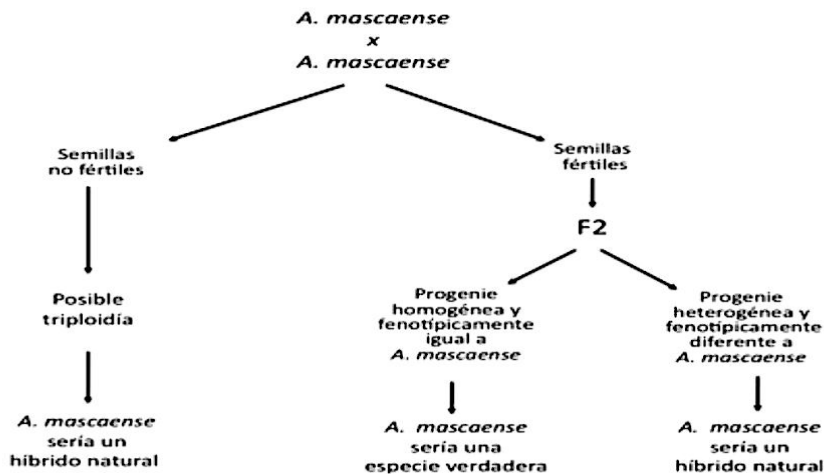 A. mascaense
x
A. mascaense
Semillas
no fértiles
Semillas
fértiles
F2
Posible
triploidía
Progenie
homogénea y
fenotípicamente
igual a
A. mascaense
Progenie
heterogénea y
fenotípicamente
diferente a
A. mascaense
A. mascaense
sería un
híbrido natural
A. mascaense
sería una
especie verdadera
A. mascaense
sería un
híbrido natural